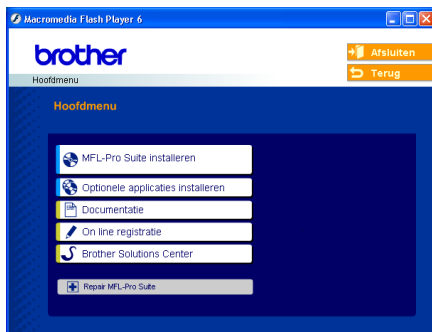 Macromedia Flash Player 6
brother
Afsluiten
Terug
Hoofdmenu
Hoofdmenu
MFL-Pro Suite installeren
Optionele applicaties installeren
Documentatie
On line registratie
Brother Solutions Center
Repair MFL-Pro Suite